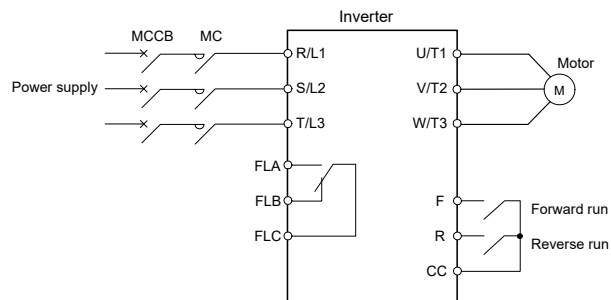 Inverter
MCCB MC
R/L1 U/T1
Motor
Power supply S/L2 V/T2 M
T/L3 W/T3
FLA
FLB F Forward run
FLC R Reverse run
CC